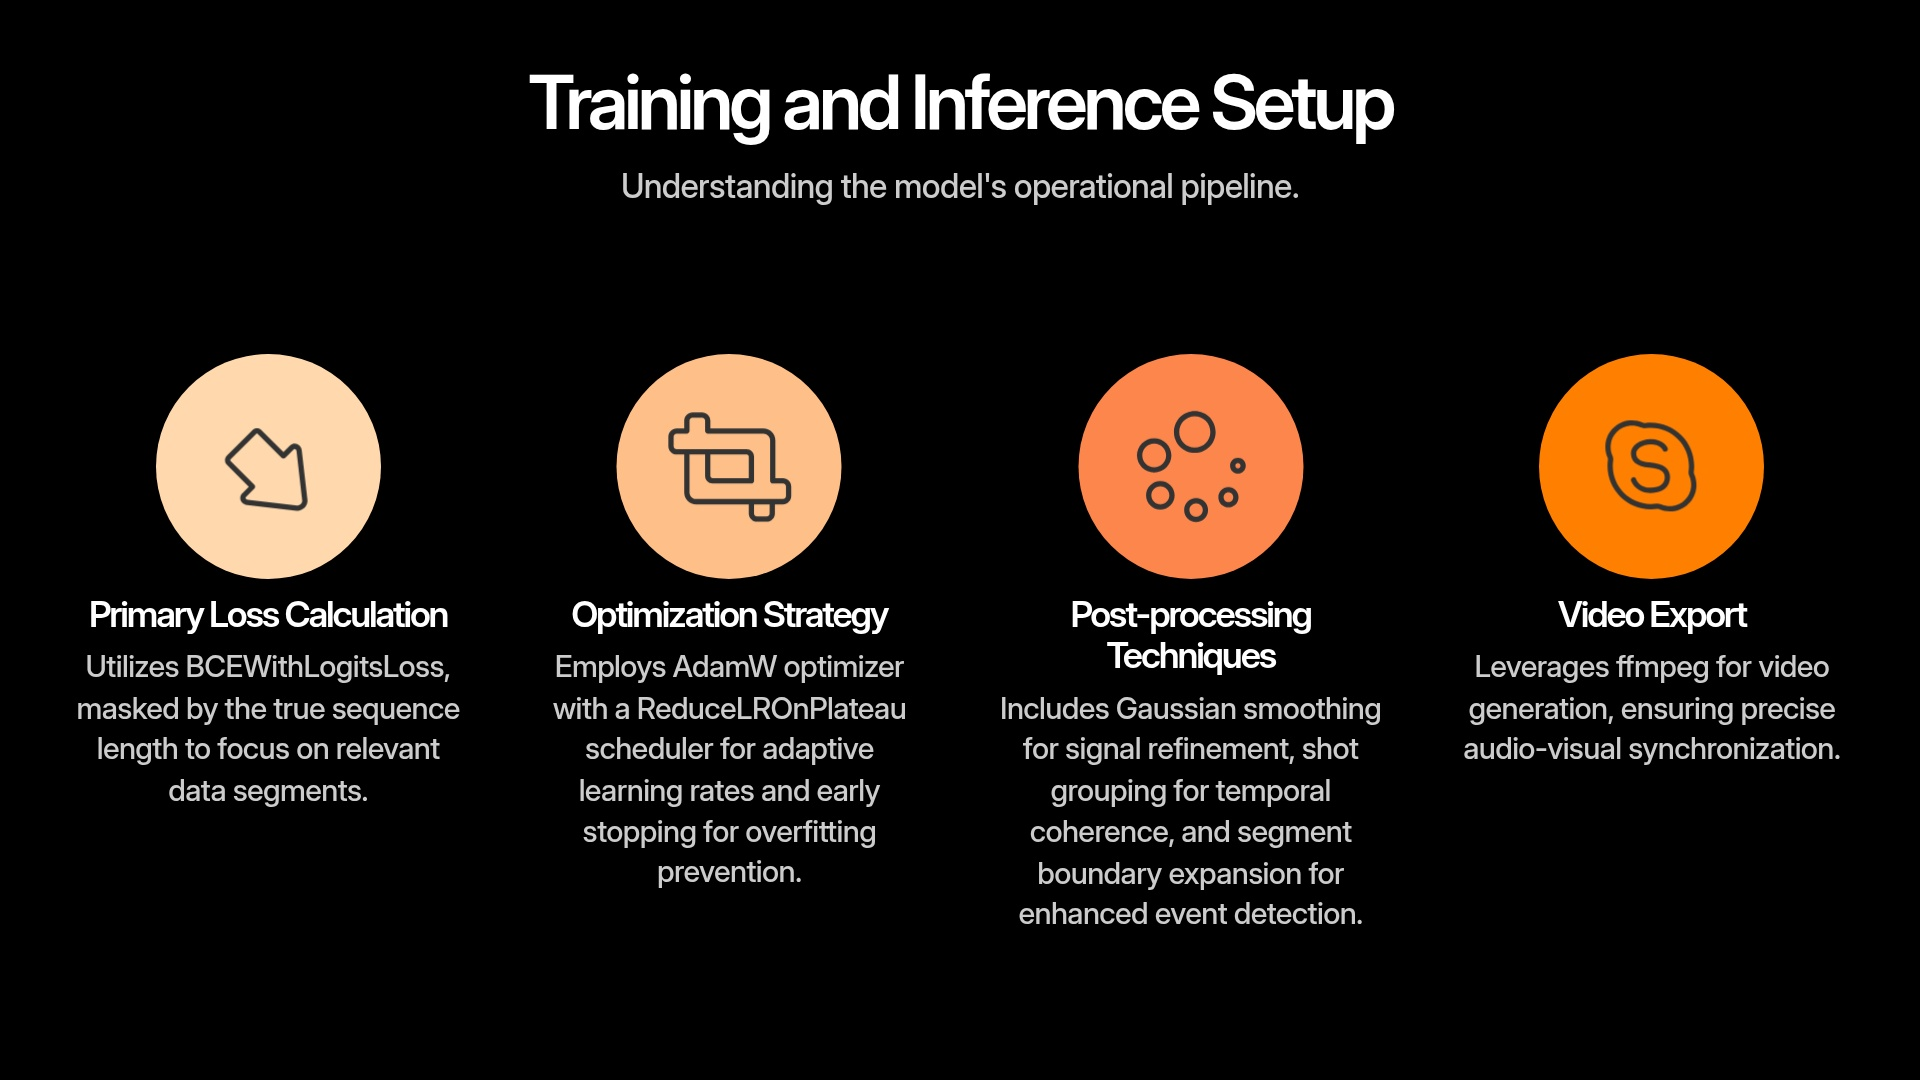 Training and Inference Setup
Understanding the model's operational pipeline.
Primary Loss Calculation
Utilizes BCEWithLogitsLoss,
masked by the true sequence
length to focus on relevant
data segments.
Optimization Strategy
Employs AdamW optimizer
with a ReduceLROnPlateau
scheduler for adaptive
learning rates and early
stopping for overfitting
prevention.
Post-processing
Techniques
Includes Gaussian smoothing
for signal refinement, shot
grouping for temporal
coherence, and segment
boundary expansion for
enhanced event detection.
Video Export
Leverages ffmpeg for video
generation, ensuring precise
audio-visual synchronization.